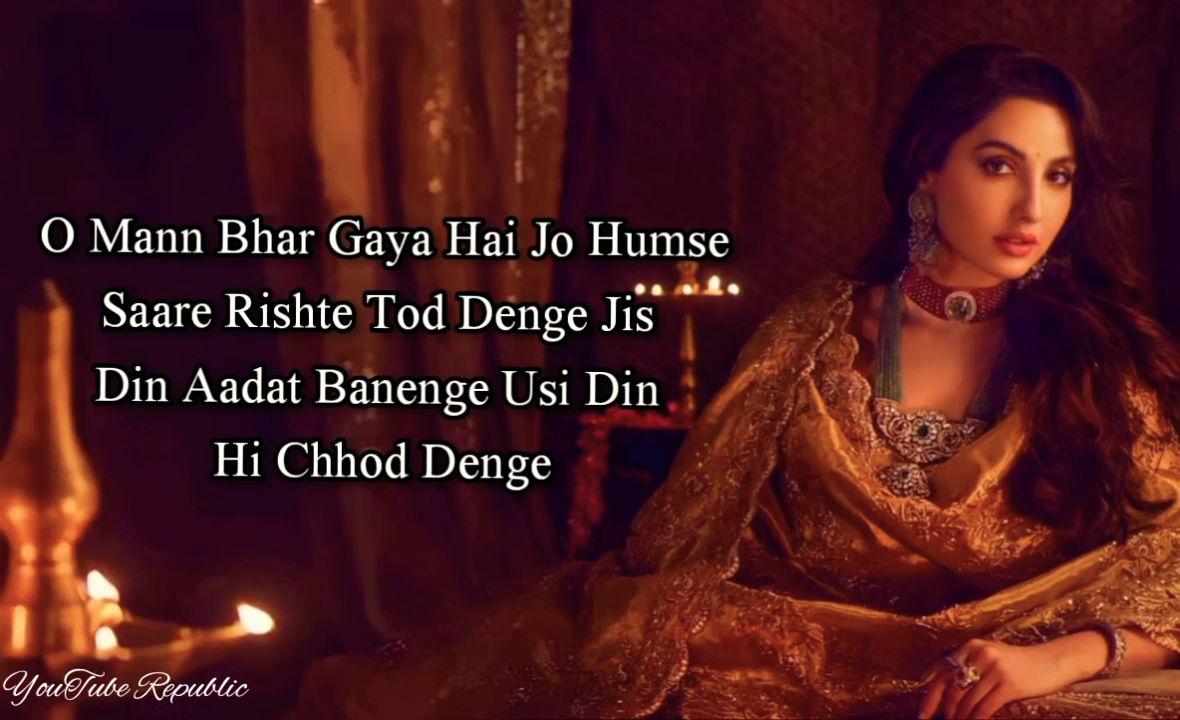 O Mann Bhar Gaya Hai Jo Humse
Saare Rishte Tod Denge Jis
Din Aadat Banenge Usi Din
Hi Chhod Denge
YouTube Republic